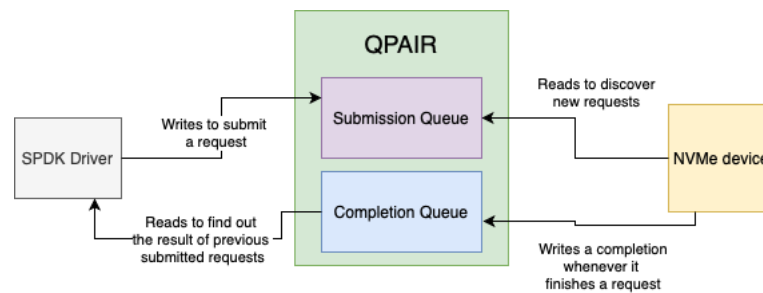 QPAIR
Reads to discover
new requests
Writes to submit
a request
Submission Queue
SPDK Driver
NVMe device
Completion Queue
Reads to find out
the result of previous
submitted requests
Writes a completion
whenever it
finishes a request